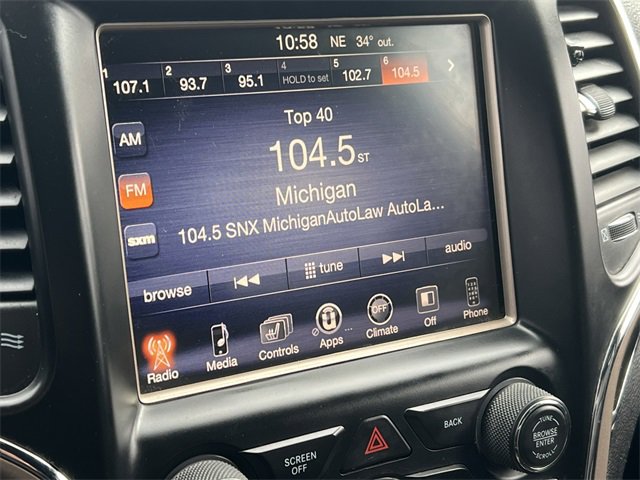 10:58 NE 34° out.
1 107.1 2 93.7 3 95.1 4 HOLD to set 5 102.7 6 104.5
Top 40
AM
104.5 ST
FM
Michigan
sxm
104.5 SNX MichiganAutoLaw AutoLa...
browse tune audio
Radio Media Controls Apps ... OFF Climate Off Phone
BACK
TUNE
BROWSE
ENTER
SCROLL
SCREEN
OFF